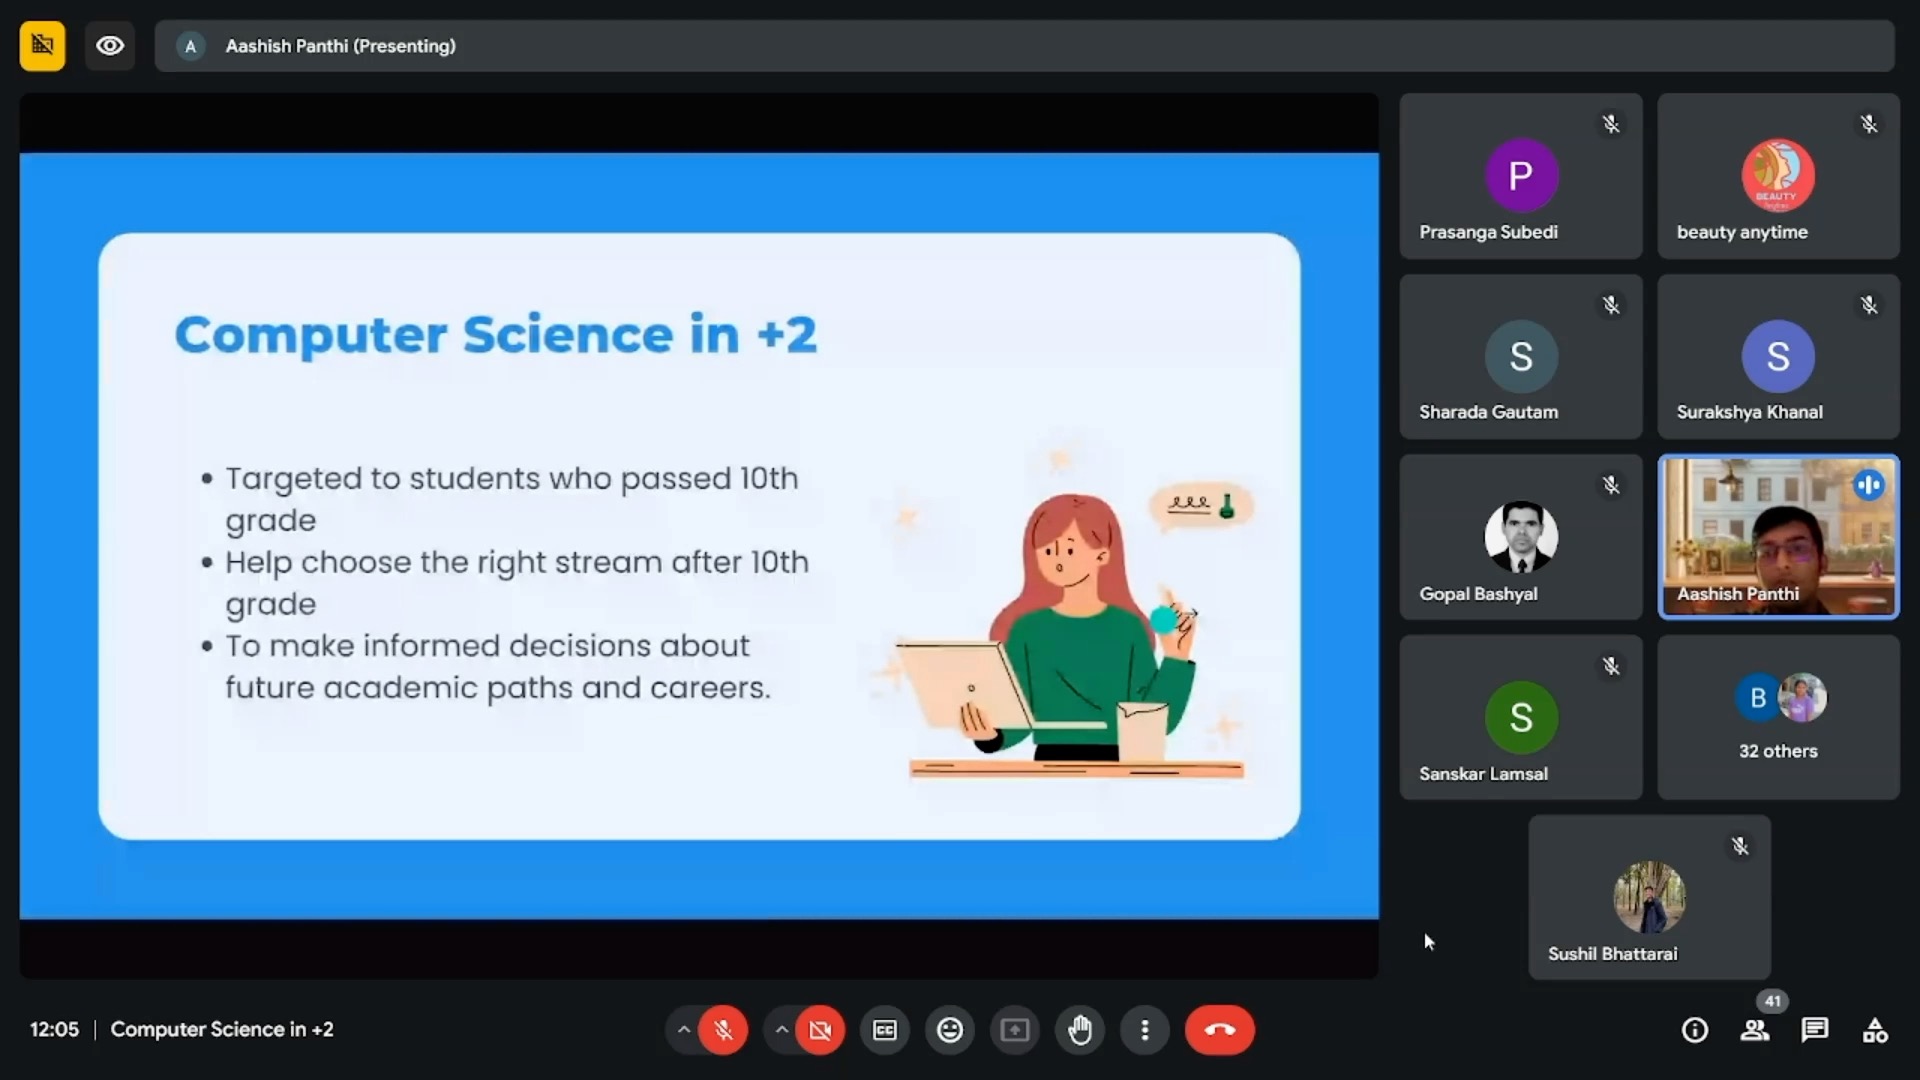 A Aashish Panthi (Presenting)
Computer Science in +2
• Targeted to students who passed 10th
grade
• Help choose the right stream after 10th
grade
• To make informed decisions about
future academic paths and careers.
P
Prasanga Subedi
BEAUTY
beauty anytime
S
Sharada Gautam
S
Surakshya Khanal
Gopal Bashyal
Aashish Panthi
S
Sanskar Lamsal
B
32 others
Sushil Bhattarai
12:05 | Computer Science in +2
CC
41